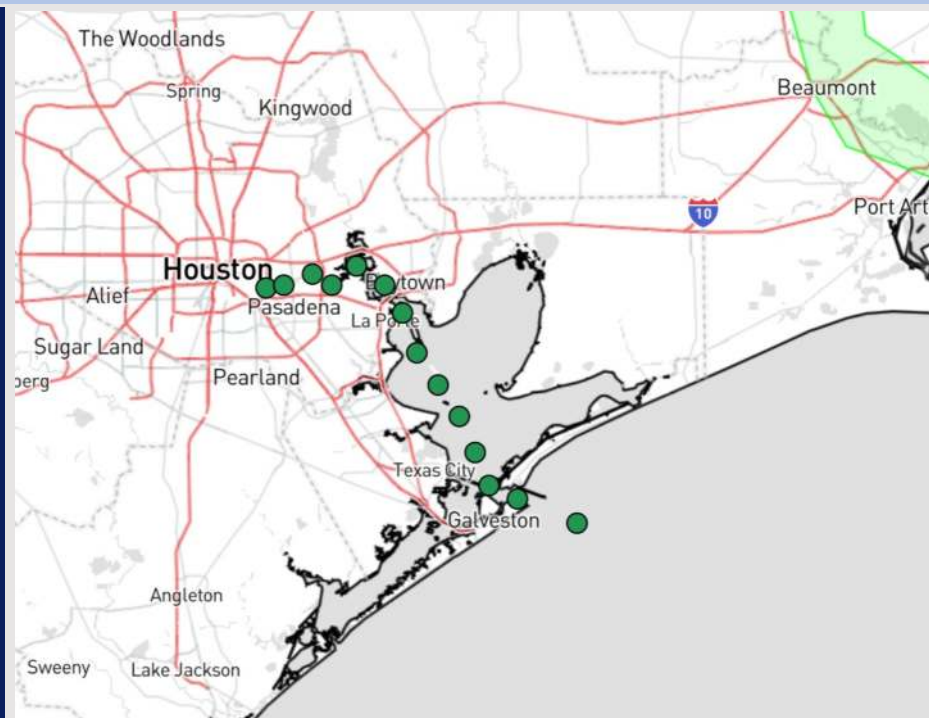 The Woodlands
Spring
Kingwood
Beaumont
10
Port Art
Houston
Baytown
Alief
Pasadena
La Porte
Sugar Land
berg
Pearland
Texas City
Galveston
Angleton
Sweeny
Lake Jackson